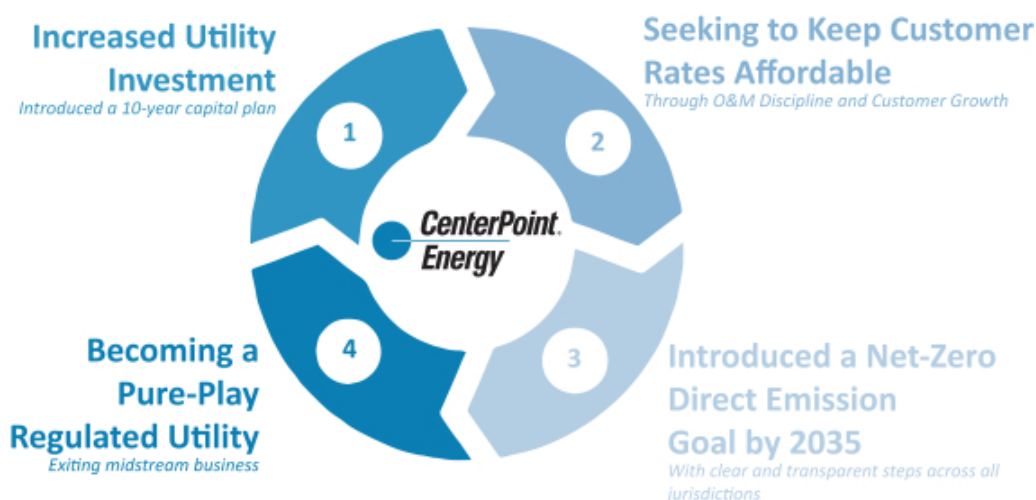 Increased Utility
Investment
Introduced a 10-year capital plan
1
Seeking to Keep Customer
Rates Affordable
Through O&M Discipline and Customer Growth
2
CenterPoint.
Energy
Introduced a Net-Zero
Direct Emission
Goal by 2035
With clear and transparent steps across all
jurisdictions
3
Becoming a
Pure-Play
Regulated Utility
Exiting midstream business
4